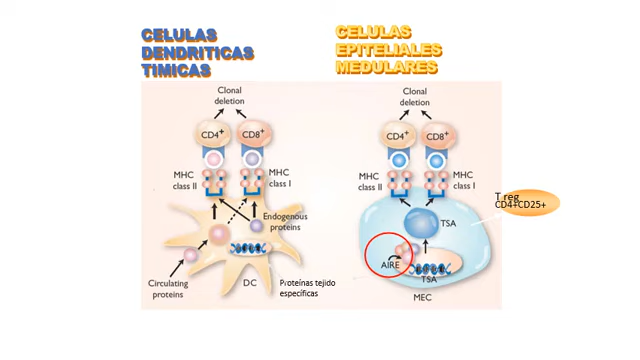 CELULAS
DENDRITICAS
TIMICAS
CELULAS
EPITELIALES
MEDULARES
Clonal
deletion
CD4+
CD8+
MHC
class II
MHC
class I
Endogenous
proteins
Circulating
proteins
DC
Proteínas tejido
específicas
Clonal
deletion
CD4+
CD8+
MHC
class II
MHC
class I
T reg
CD4+CD25+
TSA
AIRE
TSA
MEC